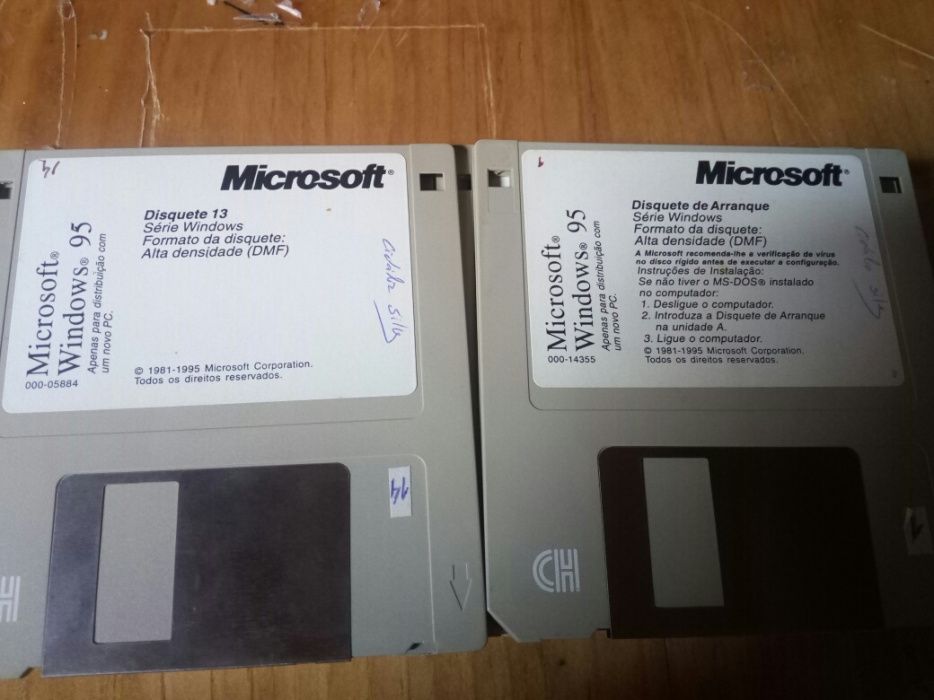 14
Microsoft®
Disquete 13
Série Windows
Formato da disquete:
Alta densidade (DMF)
Microsoft®
Windows® 95
Apenas para distribuição com
um novo PC.
000-05884
© 1981-1995 Microsoft Corporation.
Todos os direitos reservados.
14
1
Microsoft®
Disquete de Arranque
Série Windows
Formato da disquete:
Alta densidade (DMF)
A Microsoft recomenda-lhe a verificação de vírus
no disco rígido antes de executar a configuração.
Instruções de Instalação:
Se não tiver o MS-DOS® instalado
no computador:
1. Desligue o computador.
2. Introduza a Disquete de Arranque
na unidade A.
3. Ligue o computador.
Microsoft®
Windows® 95
Apenas para distribuição com
um novo PC.
000-14355
© 1981-1995 Microsoft Corporation.
Todos os direitos reservados.